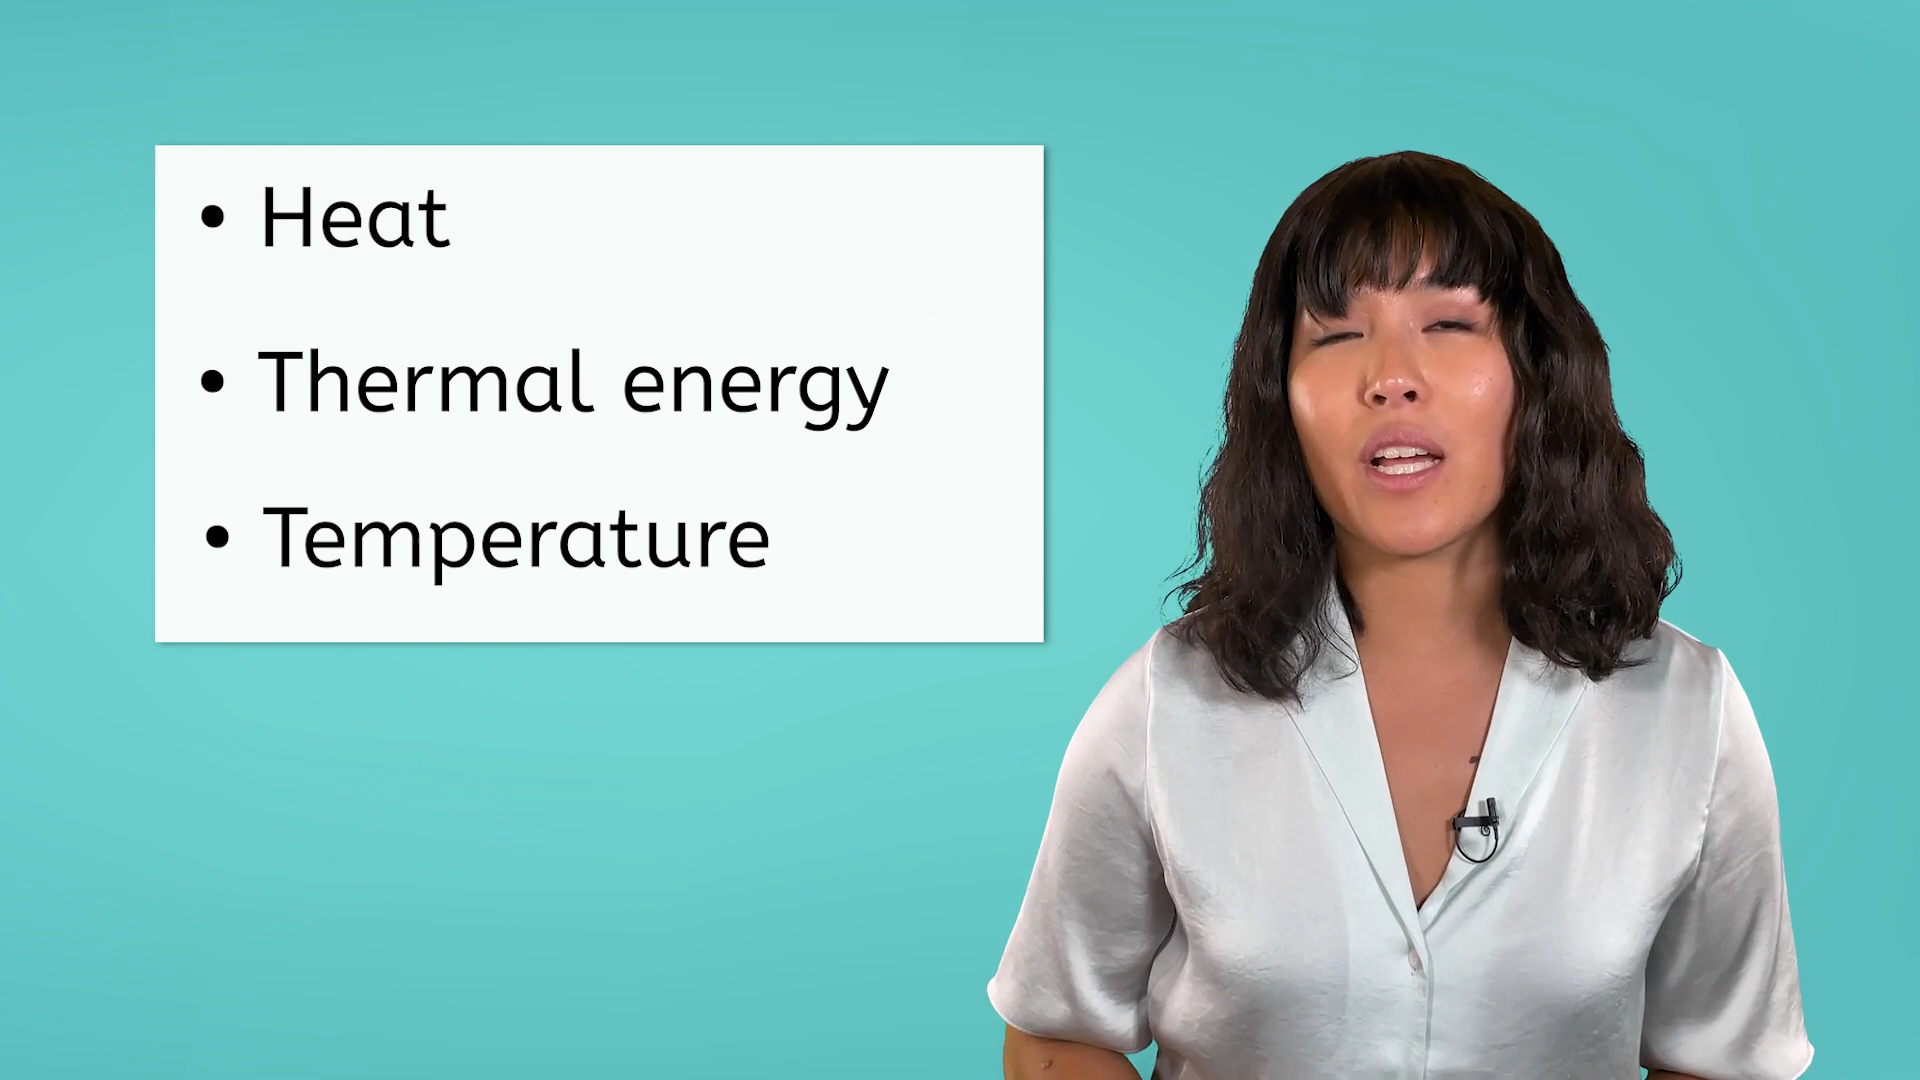 • Heat
• Thermal energy
• Temperature